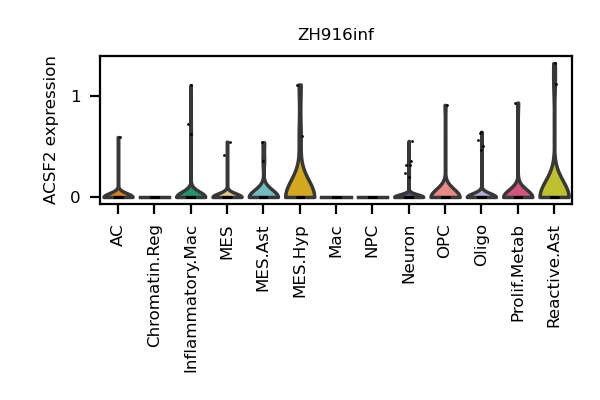 ZH916inf
ACSF2 expression
1
0
AC
Chromatin.Reg
Inflammatory.Mac
MES
MES.Ast
MES.Hyp
Mac
NPC
Neuron
OPC
Oligo
Prolif.Metab
Reactive.Ast